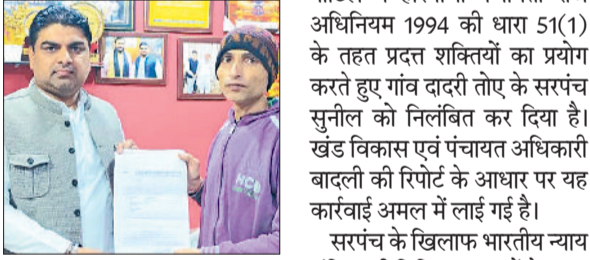 अधिनियम 1994 की धारा 51(1)
के तहत प्रदत्त शक्तियों का प्रयोग
करते हुए गांव दादरी तोए के सरपंच
सुनील को निलंबित कर दिया है।
खंड विकास एवं पंचायत अधिकारी
बादली की रिपोर्ट के आधार पर यह
कार्रवाई अमल में लाई गई है।
सरपंच के खिलाफ भारतीय न्याय